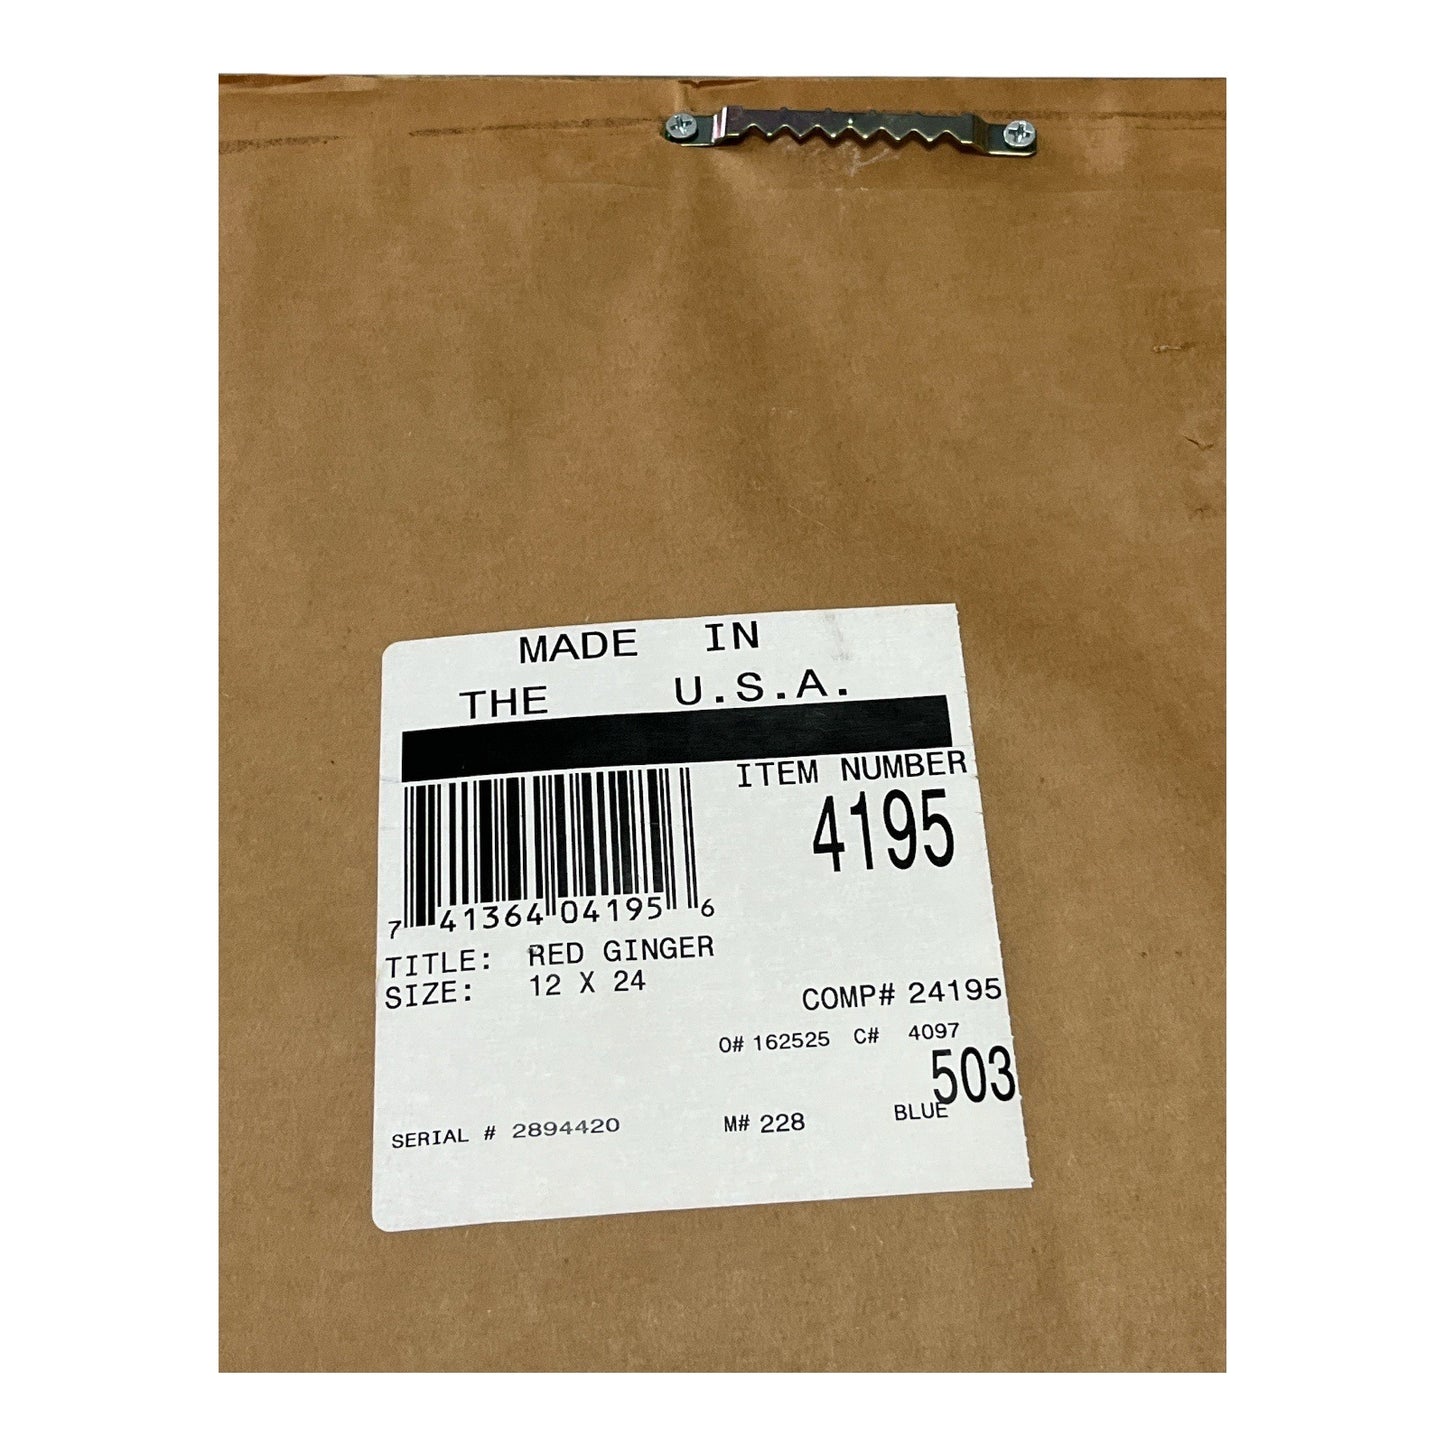 MADE IN
THE U.S.A.
ITEM NUMBER
4195
7 41364 04195 6
TITLE: RED GINGER
SIZE: 12 X 24
COMP# 24195
O# 162525 C# 4097
503
BLUE
SERIAL # 2894420 M# 228